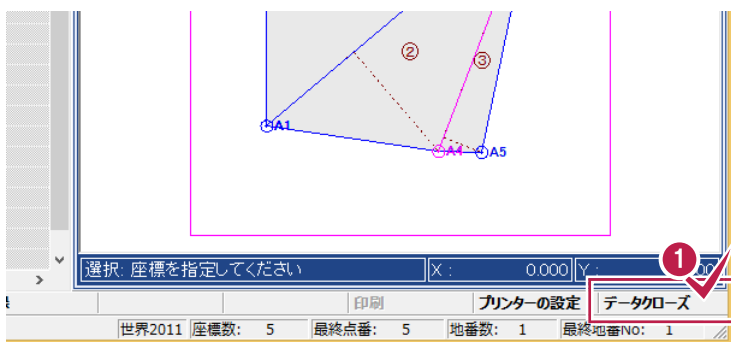 ②
③
A1
A4
A5
選択: 座標を指定してください X : 0.000 Y :
1
印刷 プリンターの設定 データクローズ
世界2011 座標数: 5 最終点番: 5 地番数: 1 最終地番No: 1